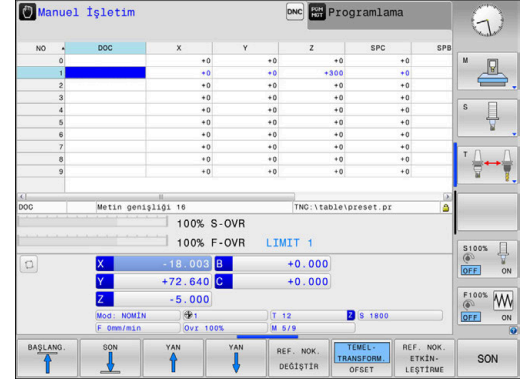 Manuel İşletim
DNC
PGM MGT
Programlama
NO DOC X Y Z SPC SPB
0 +0 +0 +0 +0
1 +0 +0 +300 +0
2 +0 +0 +0 +0
3 +0 +0 +0 +0
4 +0 +0 +0 +0
5 +0 +0 +0 +0
6 +0 +0 +0 +0
7 +0 +0 +0 +0
8 +0 +0 +0 +0
9 +0 +0 +0 +0
DOC Metin genişliği 16 TNC:\table\preset.pr
100% S-OVR
100% F-OVR LIMIT 1
X -18.003 B +0.000
Y +72.640 C +0.000
Z -5.000
Mod: NOMİN 1 T 12 Z S 1800
F 0mm/min Ovr 100% M 5/9
M
S
T
S100%
OFF ON
F100%
OFF ON
BAŞLANG.
SON
YAN
YAN
REF. NOK. DEĞİŞTİR
TEMEL- TRANSFORM. OFSET
REF. NOK. ETKİN- LEŞTİRME
SON